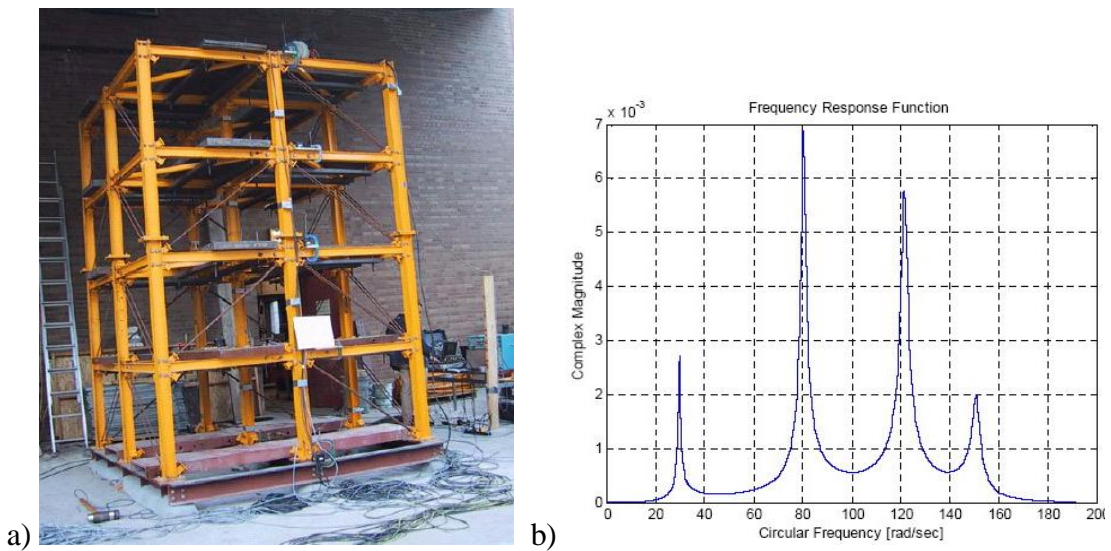 a)
b)
Frequency Response Function
x 10^-3
7
6
5
4
3
2
1
0
Complex Magnitude
0 20 40 60 80 100 120 140 160 180 200
Circular Frequency [rad/sec]